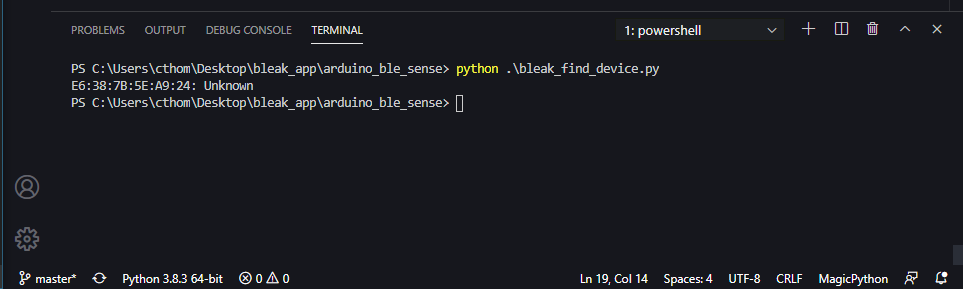 PROBLEMS OUTPUT DEBUG CONSOLE TERMINAL 1: powershell
PS C:\Users\cthom\Desktop\bleak_app\arduino_ble_sense> python .\bleak_find_device.py
E6:38:7B:5E:A9:24: Unknown
PS C:\Users\cthom\Desktop\bleak_app\arduino_ble_sense>
master* Python 3.8.3 64-bit 0 0 Ln 19, Col 14 Spaces: 4 UTF-8 CRLF MagicPython